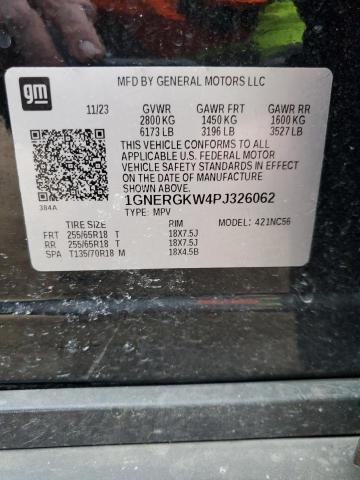 gm
MFD BY GENERAL MOTORS LLC
11/23 GVWR GAWR FRT GAWR RR
2800 KG 1450 KG 1600 KG
6173 LB 3196 LB 3527 LB
THIS VEHICLE CONFORMS TO ALL
APPLICABLE U.S. FEDERAL MOTOR
VEHICLE SAFETY STANDARDS IN EFFECT
ON THE DATE OF MANUFACTURE
SHOWN ABOVE.
384A
1GNERGKW4PJ326062
TYPE: MPV MODEL: 421NC56
TIRE SIZE RIM
FRT 255/65R18 T 18X7.5J
RR 255/65R18 T 18X7.5J
SPA T135/70R18 M 18X4.5B